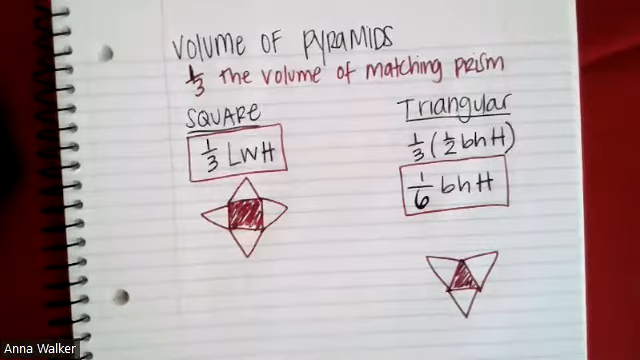 VOLUME OF PYRAMIDS
1/3 The volume of matching prism
SQUARE
1/3 LWH
Triangular
1/3 (1/2 bhH)
1/6 bhH
Anna Walker